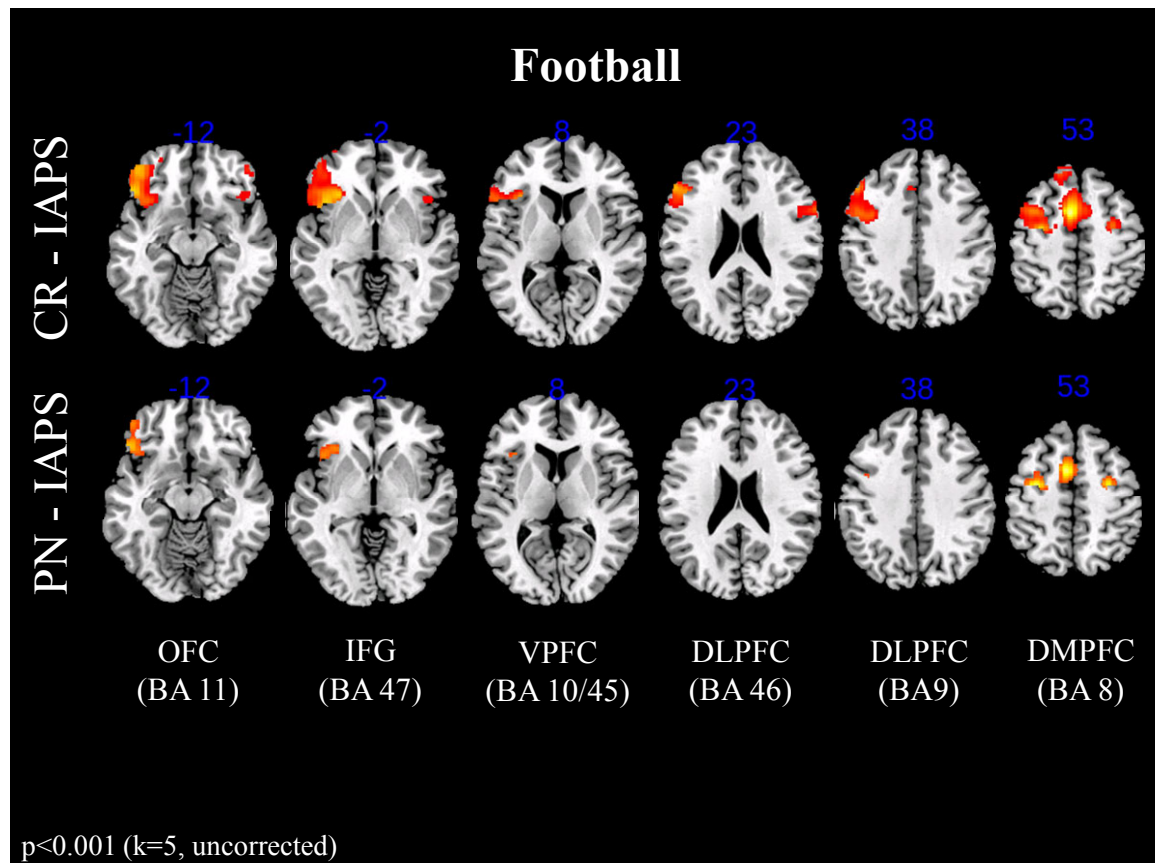 Football
CR - IAPS
-12 -2 8 23 38 53
PN - IAPS
-12 -2 8 23 38 53
OFC IFG VPFC DLPFC DLPFC DMPFC
(BA 11) (BA 47) (BA 10/45) (BA 46) (BA9) (BA 8)
p<0.001 (k=5, uncorrected)